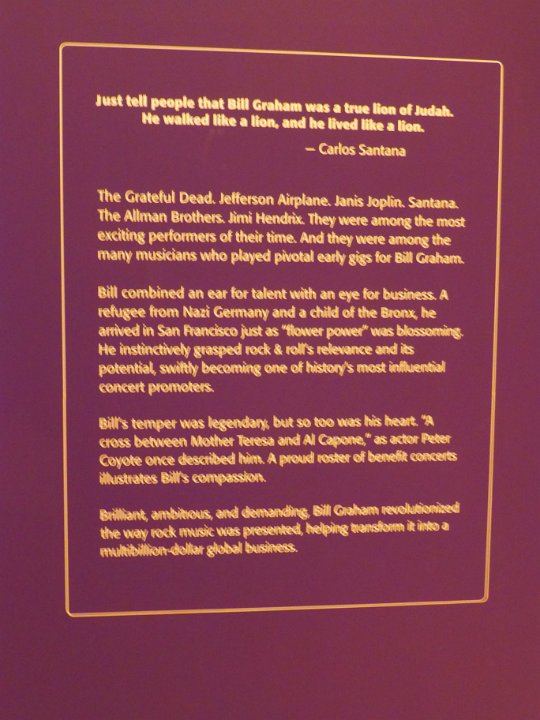 Just tell people that Bill Graham was a true lion of Judah.
He walked like a lion, and he lived like a lion.
— Carlos Santana
The Grateful Dead. Jefferson Airplane. Janis Joplin. Santana.
The Allman Brothers. Jimi Hendrix. They were among the most
exciting performers of their time. And they were among the
many musicians who played pivotal early gigs for Bill Graham.
Bill combined an ear for talent with an eye for business. A
refugee from Nazi Germany and a child of the Bronx, he
arrived in San Francisco just as “flower power” was blossoming.
He instinctively grasped rock & roll's relevance and its
potential, swiftly becoming one of history's most influential
concert promoters.
Bill's temper was legendary, but so too was his heart. “A
cross between Mother Teresa and Al Capone,” as actor Peter
Coyote once described him. A proud roster of benefit concerts
illustrates Bill's compassion.
Brilliant, ambitious, and demanding, Bill Graham revolutionized
the way rock music was presented, helping transform it into a
multibillion-dollar global business.